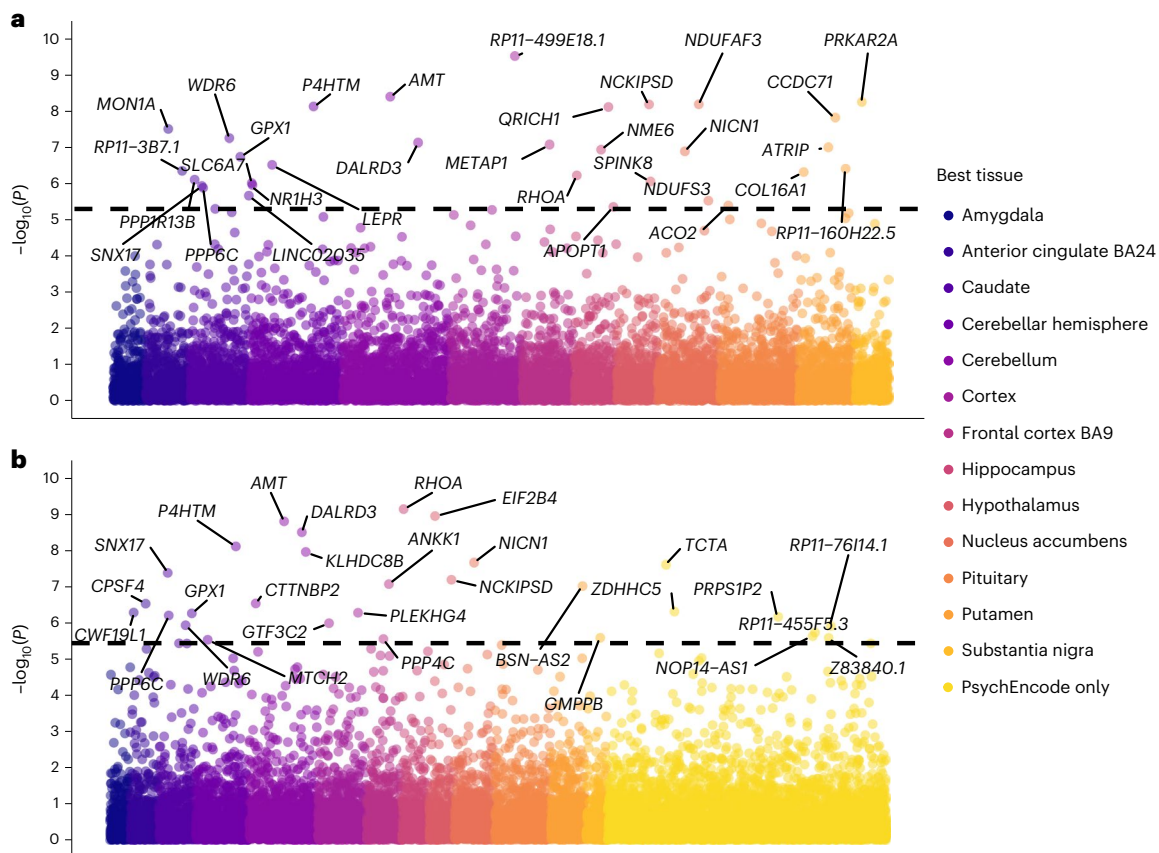 a
−log10(P)
10
9
8
7
6
5
4
3
2
1
0
RP11−499E18.1
NDUFAF3
PRKAR2A
WDR6
P4HTM
AMT
NCKIPSD
CCDC71
MON1A
GPX1
QRICH1
NME6
NICN1
RP11−3B7.1
SLC6A7
DALRD3
METAP1
SPINK8
ATRIP
NR1H3
RHOA
NDUFS3
COL16A1
PPP1R13B
LEPR
ACO2
RP11−160H22.5
SNX17
PPP6C
LINC02035
APOPT1
Best tissue
Amygdala
Anterior cingulate BA24
Caudate
Cerebellar hemisphere
Cerebellum
Cortex
Frontal cortex BA9
Hippocampus
Hypothalamus
Nucleus accumbens
Pituitary
Putamen
Substantia nigra
PsychEncode only
b
−log10(P)
10
9
8
7
6
5
4
3
2
1
0
AMT
RHOA
EIF2B4
P4HTM
DALRD3
SNX17
ANKK1
NICN1
TCTA
RP11−76I14.1
KLHDC8B
CPSF4
GPX1
CTTNBP2
NCKIPSD
ZDHHC5
PRPS1P2
PLEKHG4
CWF19L1
GTF3C2
RP11−455F5.3
PPP4C
BSN−AS2
NOP14−AS1
Z83840.1
PPP6C
WDR6
MTCH2
GMPPB